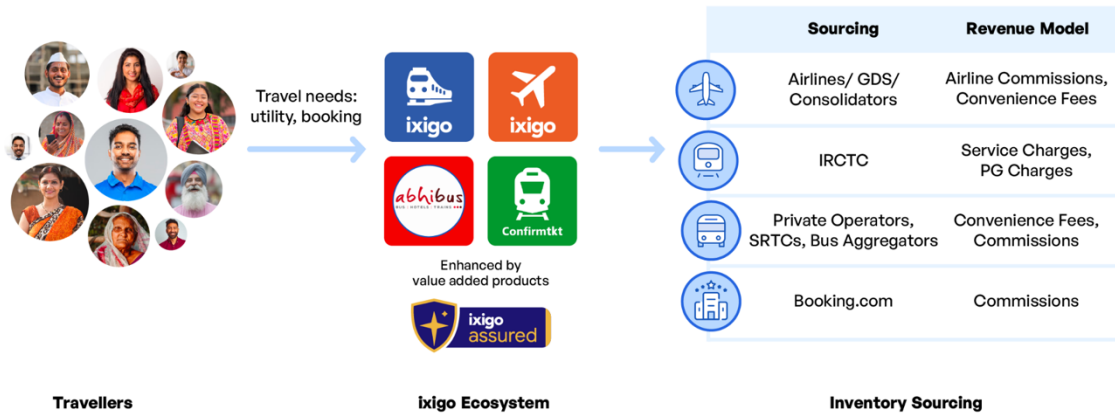 Travel needs:
utility, booking
ixigo
ixigo
abhibus
BUS • HOTELS • TRAINS
Confirmtkt
Enhanced by
value added products
ixigo
assured
Sourcing Revenue Model
Airlines/ GDS/
Consolidators
Airline Commissions,
Convenience Fees
IRCTC
Service Charges,
PG Charges
Private Operators,
SRTCs, Bus Aggregators
Convenience Fees,
Commissions
Booking.com
Commissions
Travellers
ixigo Ecosystem
Inventory Sourcing